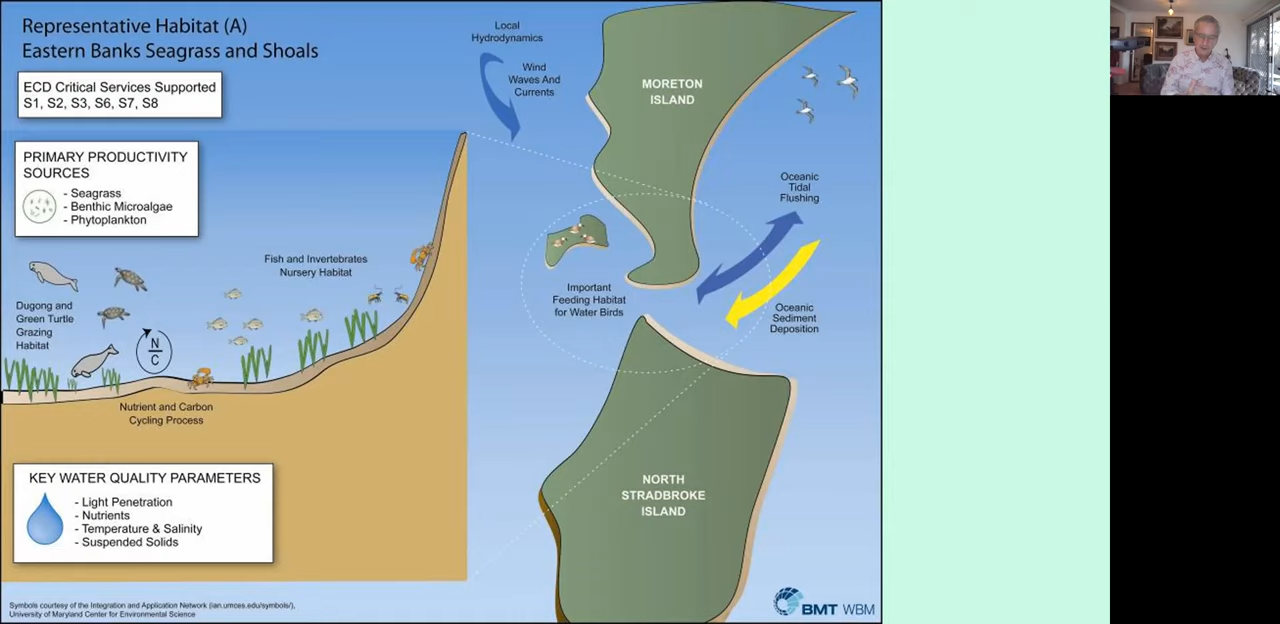 Representative Habitat (A)
Eastern Banks Seagrass and Shoals
ECD Critical Services Supported
S1, S2, S3, S6, S7, S8
PRIMARY PRODUCTIVITY
SOURCES
- Seagrass
- Benthic Microalgae
- Phytoplankton
Dugong and
Green Turtle
Grazing
Habitat
N
C
Fish and Invertebrates
Nursery Habitat
Nutrient and Carbon
Cycling Process
KEY WATER QUALITY PARAMETERS
- Light Penetration
- Nutrients
- Temperature & Salinity
- Suspended Solids
Symbols courtesy of the Integration and Application Network (ian.umces.edu/symbols/),
University of Maryland Center for Environmental Science
Local
Hydrodynamics
Wind
Waves And
Currents
MORETON
ISLAND
Oceanic
Tidal
Flushing
Important
Feeding Habitat
for Water Birds
Oceanic
Sediment
Deposition
NORTH
STRADBROKE
ISLAND
BMT WBM